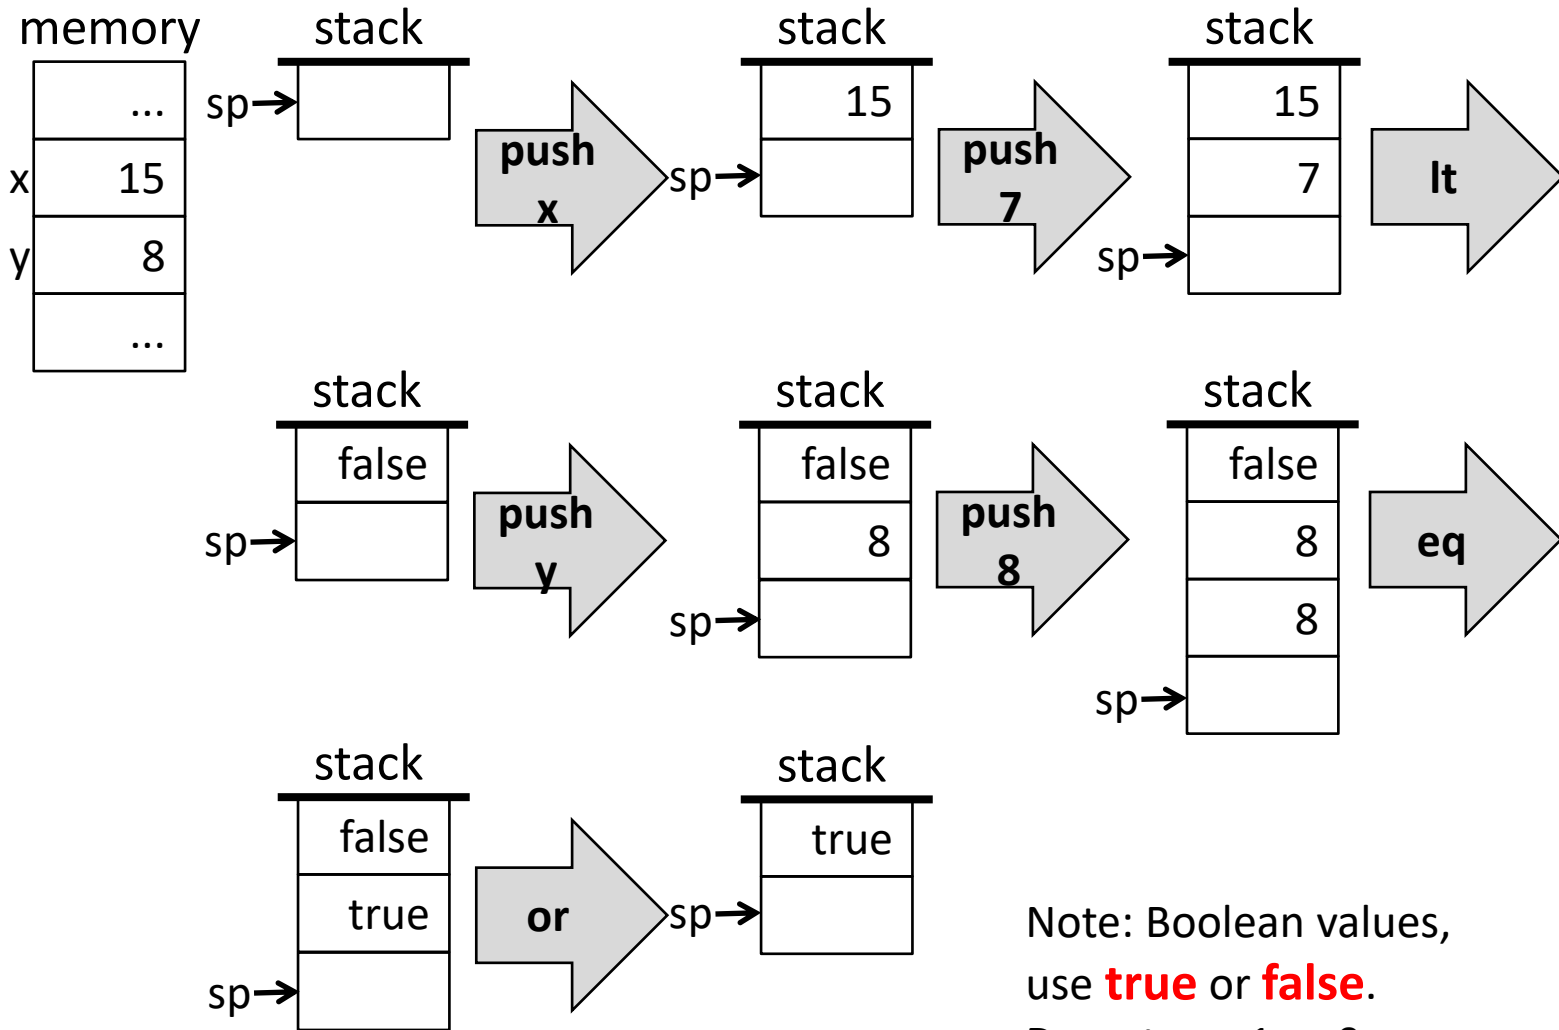 memory
stack
stack
stack
...
sp
15
15
push
x
push
7
lt
x
15
sp
7
y
8
sp
...
stack
stack
stack
false
false
false
push
y
push
8
eq
sp
8
8
sp
8
sp
stack
stack
false
true
true
or
sp
sp
Note: Boolean values,
use true or false.